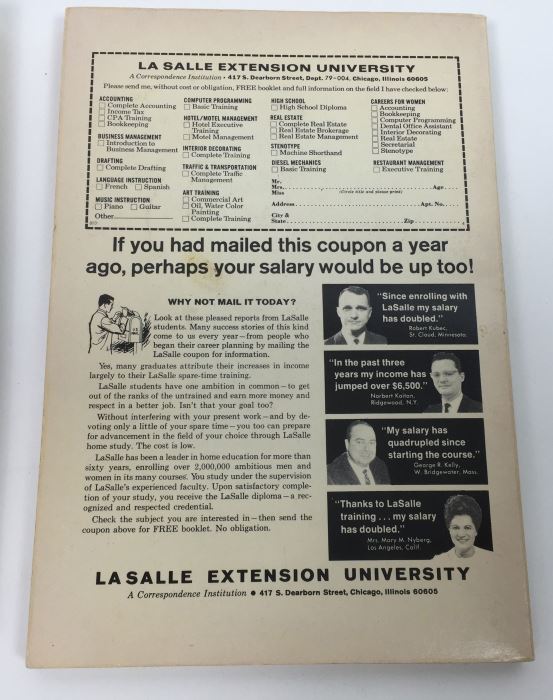 LA SALLE EXTENSION UNIVERSITY
A Correspondence Institution • 417 S. Dearborn Street, Dept. 79-004, Chicago, Illinois 60605
Please send me, without cost or obligation, FREE booklet and full information on the field I have checked below:
ACCOUNTING
☐ Complete Accounting
☐ Income Tax
☐ CPA Training
☐ Bookkeeping
BUSINESS MANAGEMENT
☐ Introduction to
Business Management
DRAFTING
☐ Complete Drafting
LANGUAGE INSTRUCTION
☐ French ☐ Spanish
MUSIC INSTRUCTION
☐ Piano ☐ Guitar
Other
COMPUTER PROGRAMMING
☐ Basic Training
HOTEL/MOTEL MANAGEMENT
☐ Hotel Executive
Training
☐ Motel Management
INTERIOR DECORATING
☐ Complete Training
TRAFFIC & TRANSPORTATION
☐ Complete Traffic
Management
ART TRAINING
☐ Commercial Art
☐ Oil, Water Color
Painting
☐ Complete Training
HIGH SCHOOL
☐ High School Diploma
REAL ESTATE
☐ Complete Real Estate
☐ Real Estate Brokerage
☐ Real Estate Management
STENOTYPE
☐ Machine Shorthand
DIESEL MECHANICS
☐ Basic Training
CAREERS FOR WOMEN
☐ Accounting
☐ Bookkeeping
☐ Computer Programming
☐ Dental Office Assistant
☐ Interior Decorating
☐ Real Estate
☐ Secretarial
☐ Stenotype
RESTAURANT MANAGEMENT
☐ Executive Training
Mr.
Mrs. Age
Miss (Circle title and please print)
Address Apt. No.
City &
State Zip
If you had mailed this coupon a year
ago, perhaps your salary would be up too!
WHY NOT MAIL IT TODAY?
Look at these pleased reports from LaSalle
students. Many success stories of this kind
come to us every year—from people who
began their career planning by mailing the
LaSalle coupon for information.
Yes, many graduates attribute their increases in income
largely to their LaSalle spare-time training.
LaSalle students have one ambition in common—to get
out of the ranks of the untrained and earn more money and
respect in a better job. Isn't that your goal too?
Without interfering with your present work—and by de-
voting only a little of your spare time—you too can prepare
for advancement in the field of your choice through LaSalle
home study. The cost is low.
LaSalle has been a leader in home education for more than
sixty years, enrolling over 2,000,000 ambitious men and
women in its many courses. You study under the supervision
of LaSalle's experienced faculty. Upon satisfactory comple-
tion of your study, you receive the LaSalle diploma—a rec-
ognized and respected credential.
Check the subject you are interested in—then send the
coupon above for FREE booklet. No obligation.
"Since enrolling with
LaSalle my salary
has doubled."
Robert Kubec,
St. Cloud, Minnesota.
"In the past three
years my income has
jumped over $6,500."
Norbert Kaitan,
Ridgewood, N.Y.
"My salary has
quadrupled since
starting the course."
George R. Kelly,
W. Bridgewater, Mass.
"Thanks to LaSalle
training ... my salary
has doubled."
Mrs. Mary M. Nyberg,
Los Angeles, Calif.
LA SALLE EXTENSION UNIVERSITY
A Correspondence Institution • 417 S. Dearborn Street, Chicago, Illinois 60605